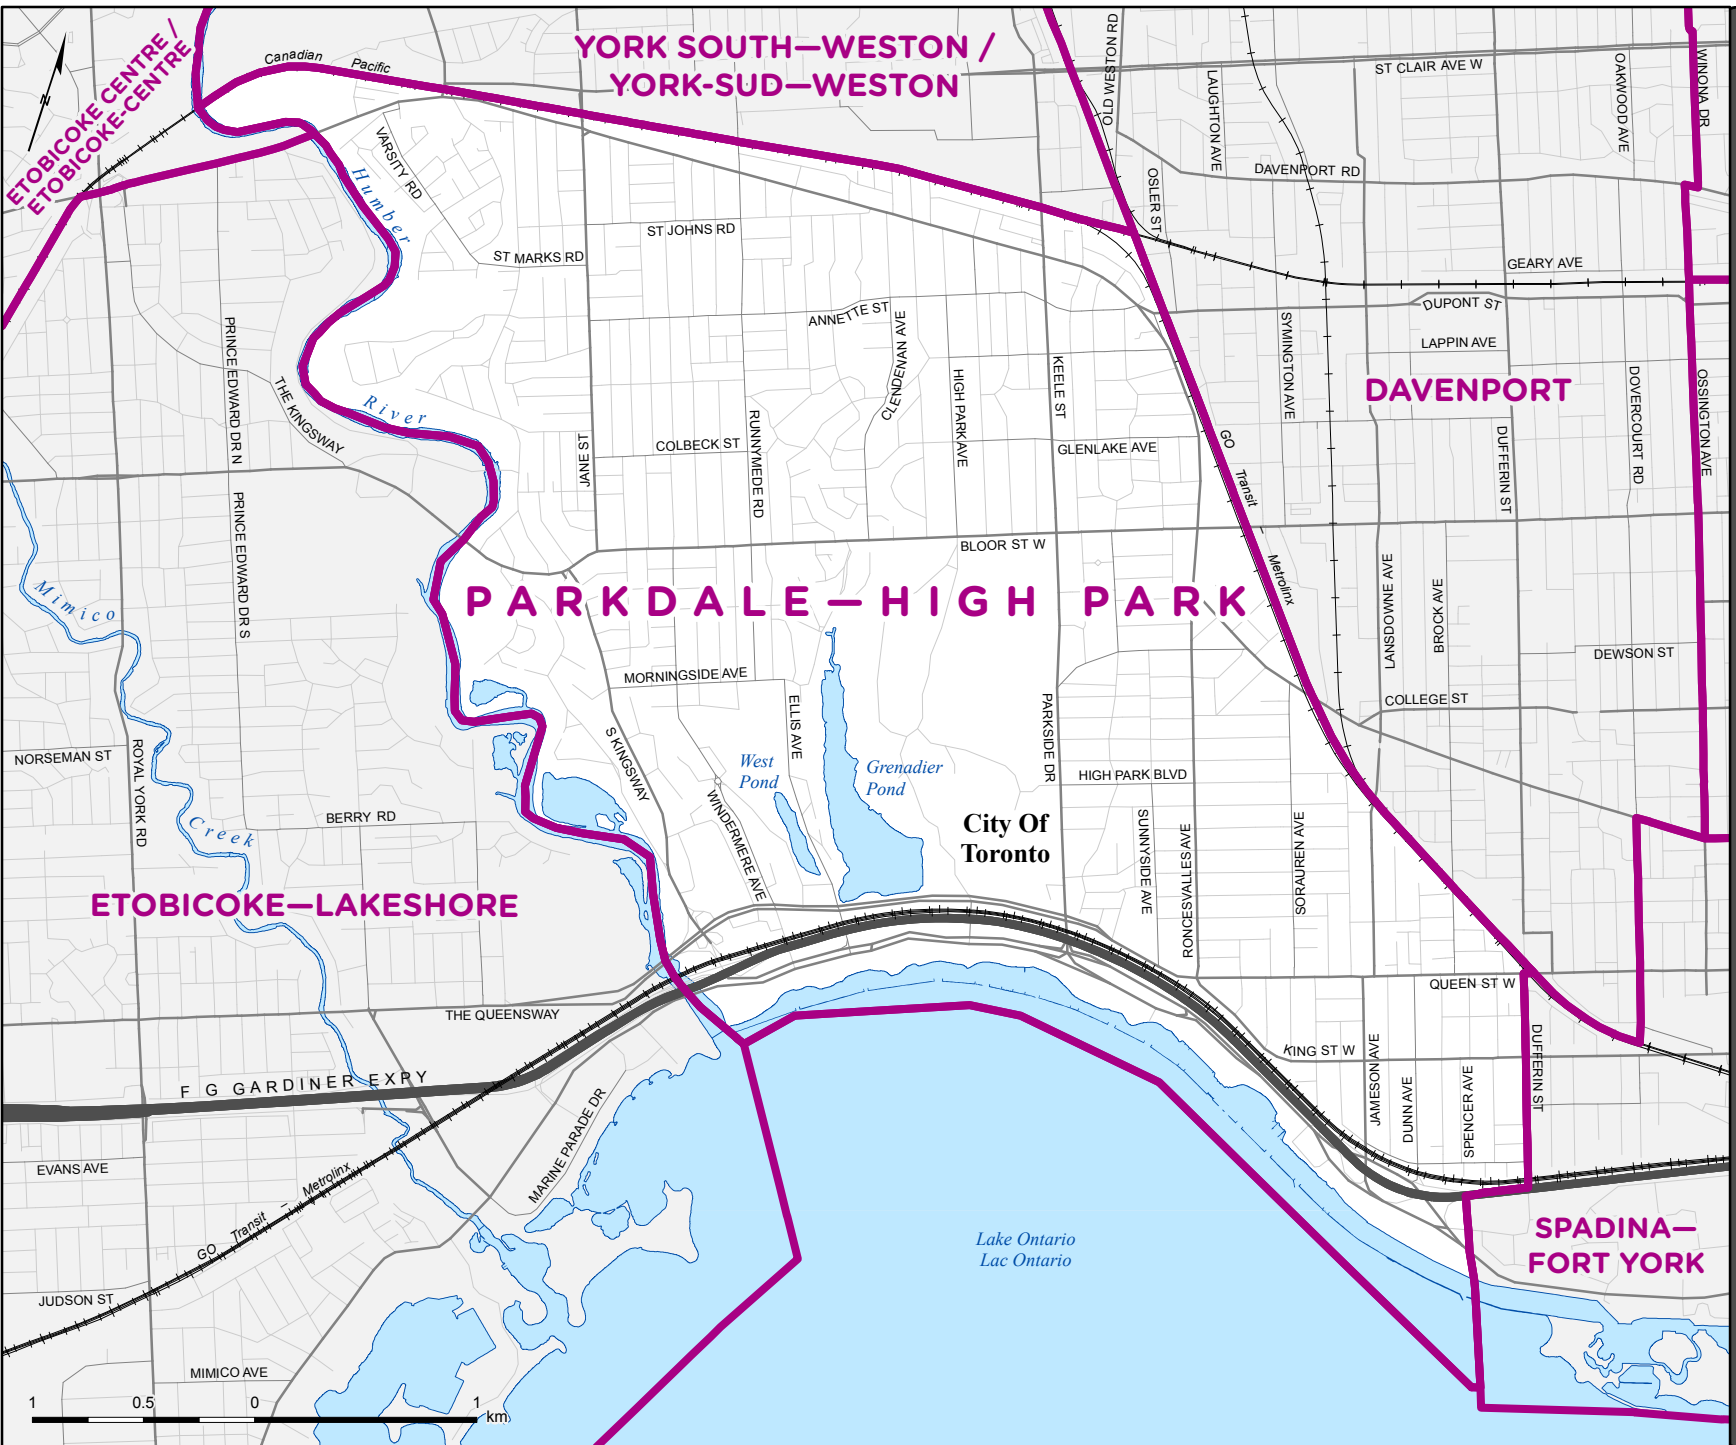 ETOBICOKE CENTRE /
ETOBICOKE-CENTRE
N
Canadian
Pacific
YORK SOUTH—WESTON /
YORK-SUD—WESTON
OLD WESTON RD
ST CLAIR AVE W
LAUGHTON AVE
OAKWOOD AVE
WINONA DR
VARSITY RD
Humber
OSLER ST
DAVENPORT RD
ST JOHNS RD
ST MARKS RD
GEARY AVE
DUPONT ST
ANNETTE ST
CLENDENAN AVE
SYMINGTON AVE
LAPPIN AVE
PRINCE EDWARD DR N
THE KINGSWAY
River
HIGH PARK AVE
KEELE ST
DAVENPORT
DOVERCOURT RD
OSSINGTON AVE
JANE ST
COLBECK ST
RUNNYMEDE RD
GLENLAKE AVE
GO
Transit
–
Metrolinx
DUFFERIN ST
PRINCE EDWARD DR S
BLOOR ST W
Mimico
PARKDALE—HIGH PARK
LANSDOWNE AVE
BROCK AVE
DEWSON ST
MORNINGSIDE AVE
ELLIS AVE
PARKSIDE DR
COLLEGE ST
NORSEMAN ST
ROYAL YORK RD
S KINGSWAY
West
Pond
Grenadier
Pond
HIGH PARK BLVD
WINDERMERE AVE
City Of
Toronto
SUNNYSIDE AVE
RONCESVALLES AVE
SORAUREN AVE
BERRY RD
Creek
ETOBICOKE—LAKESHORE
QUEEN ST W
THE QUEENSWAY
KING ST W
JAMESON AVE
DUNN AVE
SPENCER AVE
DUFFERIN ST
F G GARDINER EXPY
MARINE PARADE DR
EVANS AVE
GO
Transit
–
Metrolinx
Lake Ontario
Lac Ontario
SPADINA—
FORT YORK
JUDSON ST
MIMICO AVE
1
0.5
0
1
km